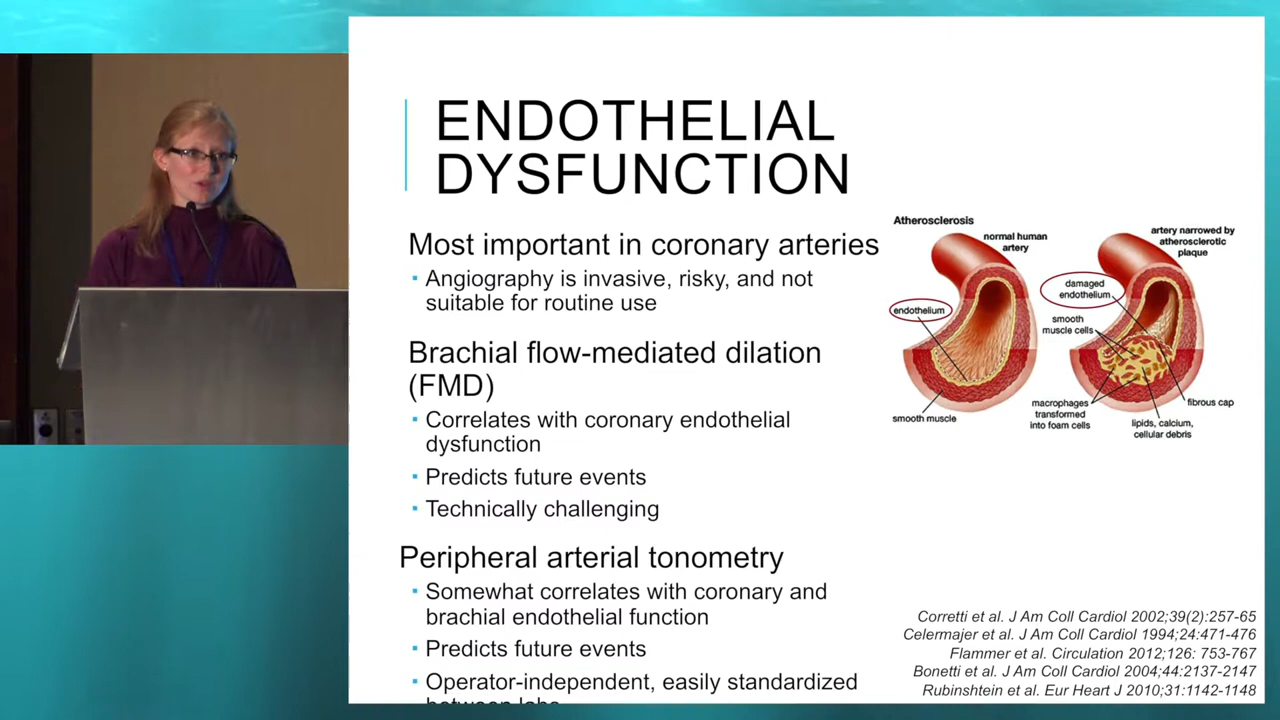 ENDOTHELIAL
DYSFUNCTION
Most important in coronary arteries
▪ Angiography is invasive, risky, and not
suitable for routine use
Brachial flow-mediated dilation
(FMD)
▪ Correlates with coronary endothelial
dysfunction
▪ Predicts future events
▪ Technically challenging
Peripheral arterial tonometry
▪ Somewhat correlates with coronary and
brachial endothelial function
▪ Predicts future events
▪ Operator-independent, easily standardized
between labs
Atherosclerosis
normal human
artery
endothelium
smooth muscle
artery narrowed by
atherosclerotic
plaque
damaged
endothelium
smooth
muscle cells
macrophages
transformed
into foam cells
lipids, calcium,
cellular debris
fibrous cap
Corretti et al. J Am Coll Cardiol 2002;39(2):257-65
Celermajer et al. J Am Coll Cardiol 1994;24:471-476
Flammer et al. Circulation 2012;126: 753-767
Bonetti et al. J Am Coll Cardiol 2004;44:2137-2147
Rubinshtein et al. Eur Heart J 2010;31:1142-1148